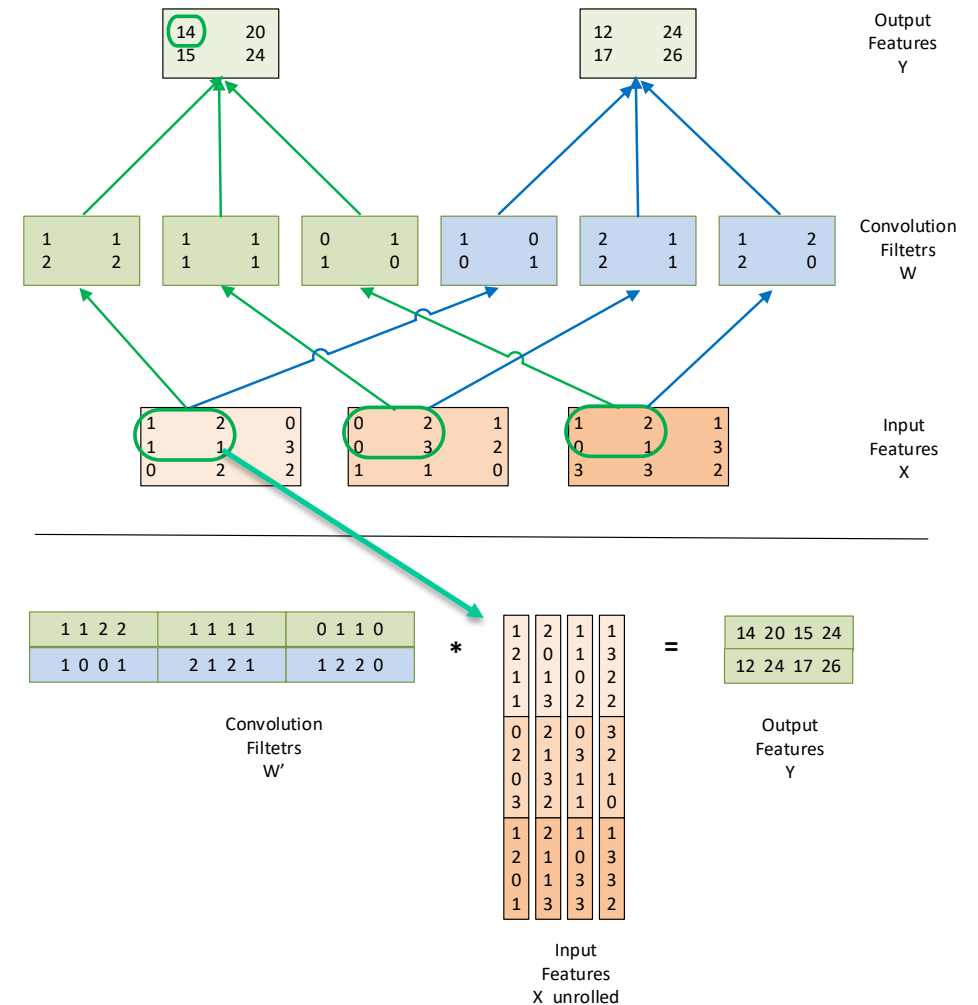 14 20
15 24
12 24
17 26
Output
Features
Y
1 1
2 2
1 1
1 1
0 1
1 0
1 0
0 1
2 1
2 1
1 2
2 0
Convolution
Filtetrs
W
1 2 0
1 1 3
0 2 2
0 2 1
0 3 2
1 1 0
1 2 1
0 1 3
3 3 2
Input
Features
X
1 1 2 2 1 1 1 1 0 1 1 0
1 0 0 1 2 1 2 1 1 2 2 0
Convolution
Filtetrs
W’
*
1 2 1 1
2 0 1 3
1 1 0 2
1 3 2 2
0 2 0 3
2 1 3 2
0 3 1 1
3 2 1 0
1 2 1 1
2 1 0 3
0 1 3 3
1 3 3 2
Input
Features
X unrolled
=
14 20 15 24
12 24 17 26
Output
Features
Y